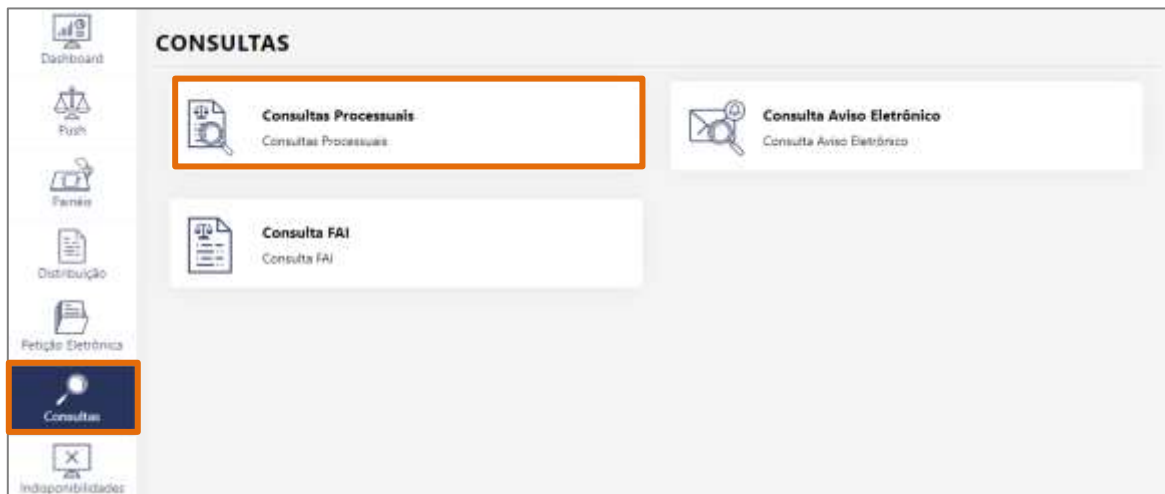 Dashboard
Push
Painéis
Distribuição
Petição Eletrônica
Consultas
Indisponibilidades
CONSULTAS
Consultas Processuais
Consultas Processuais
Consulta Aviso Eletrônico
Consulta Aviso Eletrônico
Consulta FAI
Consulta FAI